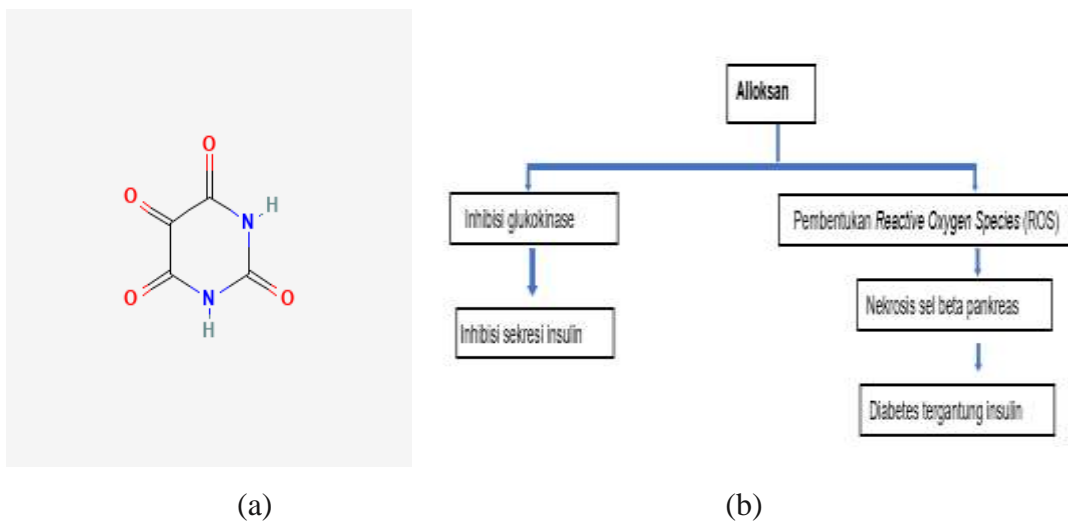 O
O
N
H
O
N
O
H
(a)
Alloksan
Inhibisi glukokinase
Pembentukan Reactive Oxygen Species (ROS)
Inhibisi sekresi insulin
Nekrosis sel beta pankreas
Diabetes tergantung insulin
(b)